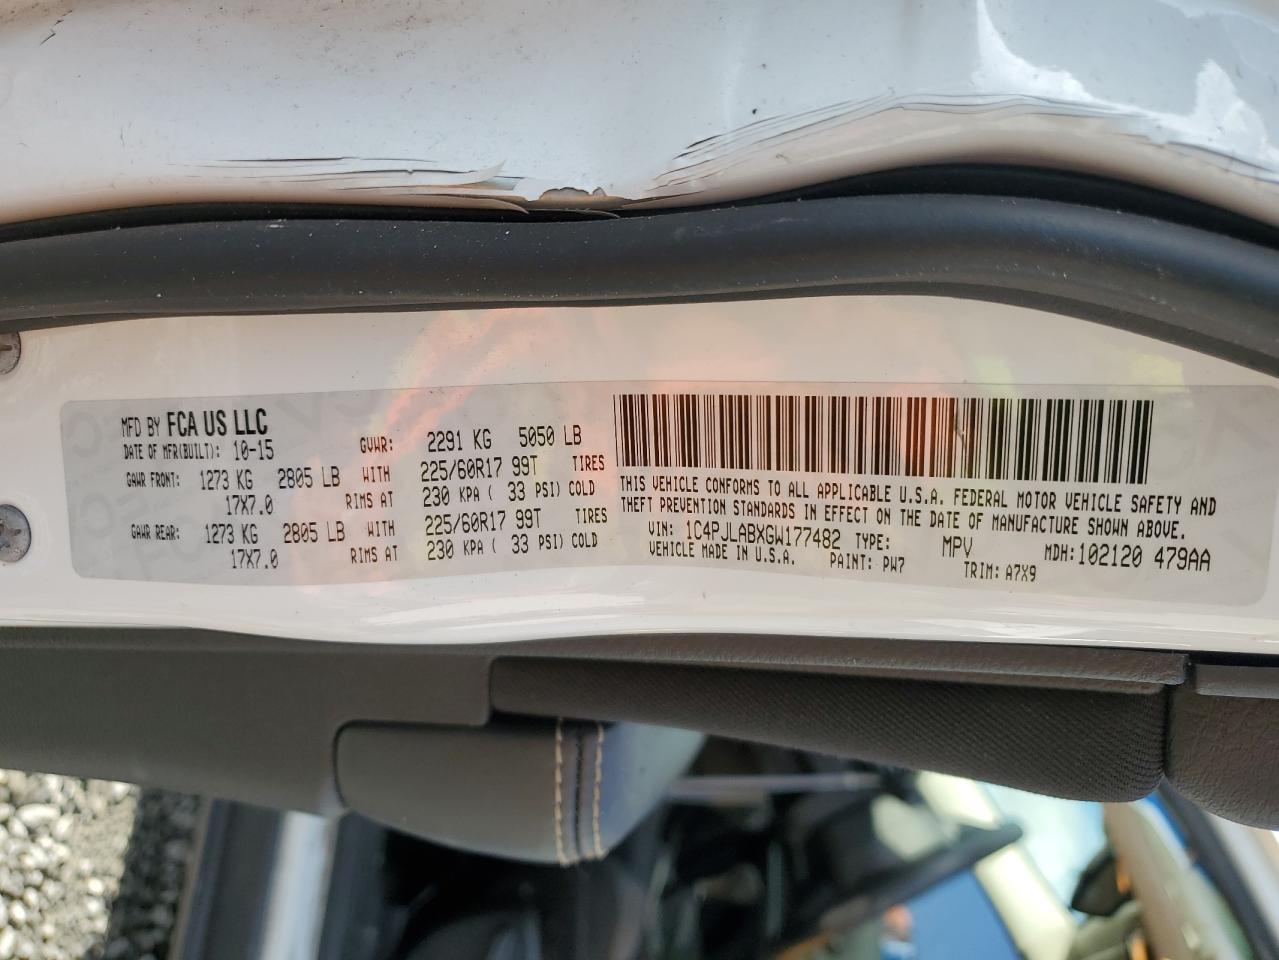 MFD BY FCA US LLC
DATE OF MFR(BUILT): 10-15 GVWR: 2291 KG 5050 LB
GAWR FRONT: 1273 KG 2805 LB WITH 225/60R17 99T TIRES
17X7.0 RIMS AT 230 KPA ( 33 PSI) COLD
GAWR REAR: 1273 KG 2805 LB WITH 225/60R17 99T TIRES
17X7.0 RIMS AT 230 KPA ( 33 PSI) COLD
THIS VEHICLE CONFORMS TO ALL APPLICABLE U.S.A. FEDERAL MOTOR VEHICLE SAFETY AND
THEFT PREVENTION STANDARDS IN EFFECT ON THE DATE OF MANUFACTURE SHOWN ABOVE.
VIN: 1C4PJLABXGW177482 TYPE: MPV MDH:102120 479AA
VEHICLE MADE IN U.S.A. PAINT: PW7 TRIM: A7X9